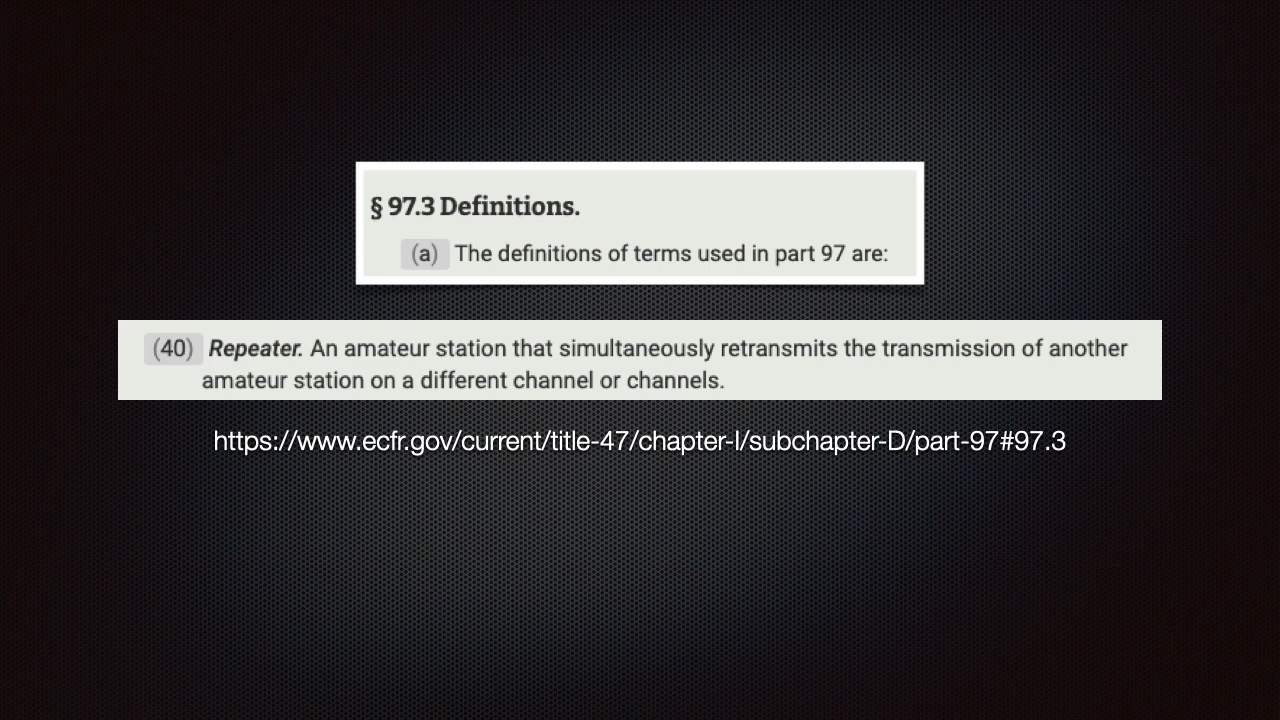 § 97.3 Definitions.
(a) The definitions of terms used in part 97 are:
(40) Repeater. An amateur station that simultaneously retransmits the transmission of another
amateur station on a different channel or channels.
https://www.ecfr.gov/current/title-47/chapter-I/subchapter-D/part-97#97.3